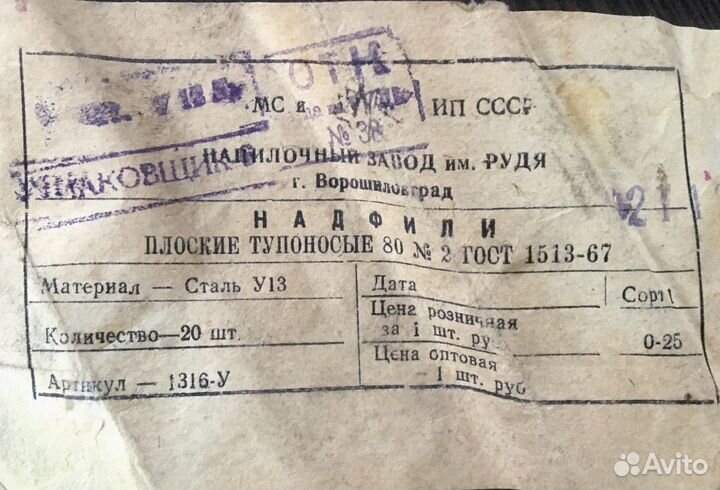 ОТК
МС и ИП СССР
№ 38
УПАКОВЩИК
НАПИЛОЧНЫЙ ЗАВОД им. РУДЯ
г. Ворошиловград
НАДФИЛИ
ПЛОСКИЕ ТУПОНОСЫЕ 80 № 2 ГОСТ 1513-67
Материал — Сталь У13
Количество—20 шт.
Артикул — 1316-У
Дата
Цена розничная
за 1 шт. ру
Цена оптовая
1 шт. руб
Сорт
0-25
Avito